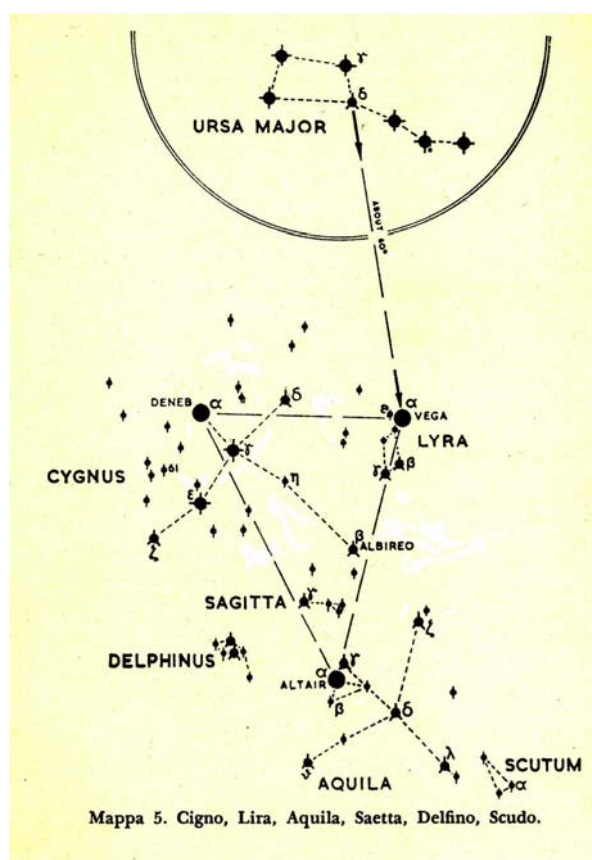 γ
δ
URSA MAJOR
ABOUT 60°
DENEB α
δ
ε α
VEGA
LYRA
γ
β
γ
CYGNUS
61
η
ε
ζ
β
ALBIREO
SAGITTA
γ
DELPHINUS
ζ
γ
α
ALTAIR
β
δ
λ
SCUTUM
α
AQUILA
Mappa 5. Cigno, Lira, Aquila, Saetta, Delfino, Scudo.